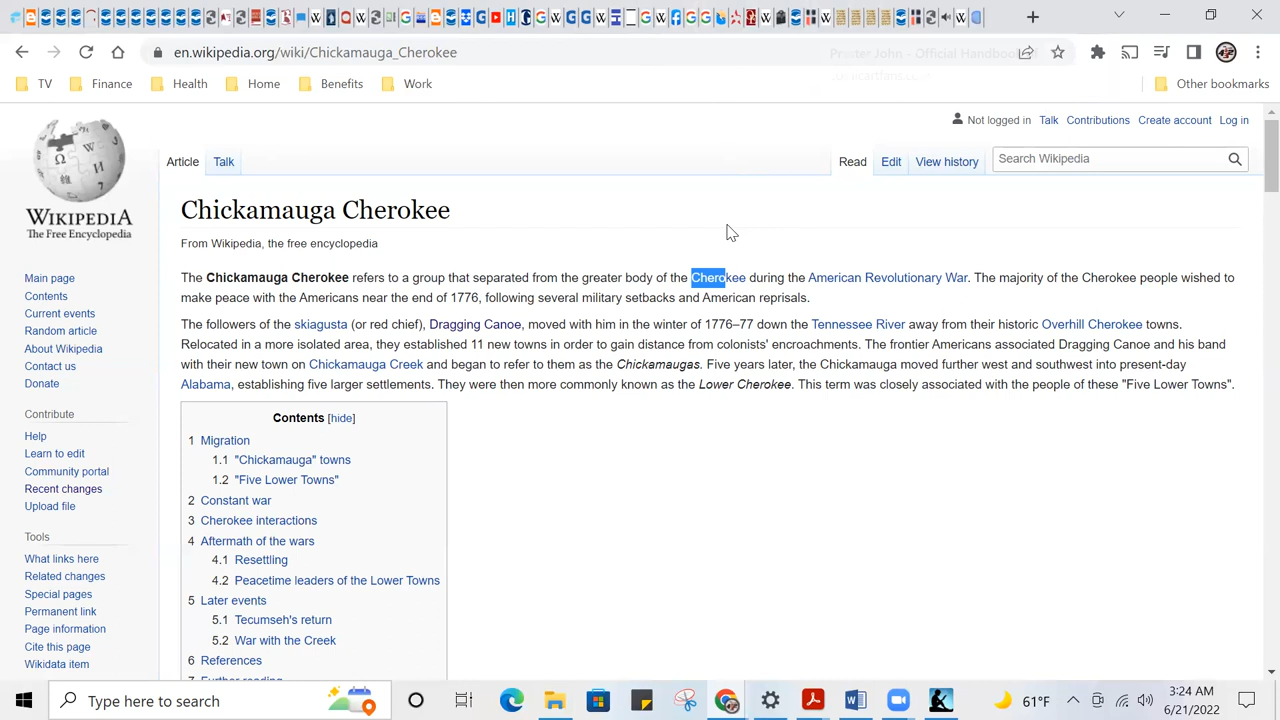 en.wikipedia.org/wiki/Chickamauga_Cherokee
TV
Finance
Health
Home
Benefits
Work
Other bookmarks
Not logged in Talk Contributions Create account Log in
Article Talk
Read Edit View history
Search Wikipedia
WIKIPEDIA
The Free Encyclopedia
Main page
Contents
Current events
Random article
About Wikipedia
Contact us
Donate
Contribute
Help
Learn to edit
Community portal
Recent changes
Upload file
Tools
What links here
Related changes
Special pages
Permanent link
Page information
Cite this page
Wikidata item
Chickamauga Cherokee
From Wikipedia, the free encyclopedia
The Chickamauga Cherokee refers to a group that separated from the greater body of the Cherokee during the American Revolutionary War. The majority of the Cherokee people wished to
make peace with the Americans near the end of 1776, following several military setbacks and American reprisals.
The followers of the skiagusta (or red chief), Dragging Canoe, moved with him in the winter of 1776–77 down the Tennessee River away from their historic Overhill Cherokee towns.
Relocated in a more isolated area, they established 11 new towns in order to gain distance from colonists' encroachments. The frontier Americans associated Dragging Canoe and his band
with their new town on Chickamauga Creek and began to refer to them as the Chickamaugas. Five years later, the Chickamauga moved further west and southwest into present-day
Alabama, establishing five larger settlements. They were then more commonly known as the Lower Cherokee. This term was closely associated with the people of these "Five Lower Towns".
Contents [hide]
1 Migration
1.1 "Chickamauga" towns
1.2 "Five Lower Towns"
2 Constant war
3 Cherokee interactions
4 Aftermath of the wars
4.1 Resettling
4.2 Peacetime leaders of the Lower Towns
5 Later events
5.1 Tecumseh's return
5.2 War with the Creek
6 References
7 Further reading
Type here to search
61°F
3:24 AM
6/21/2022